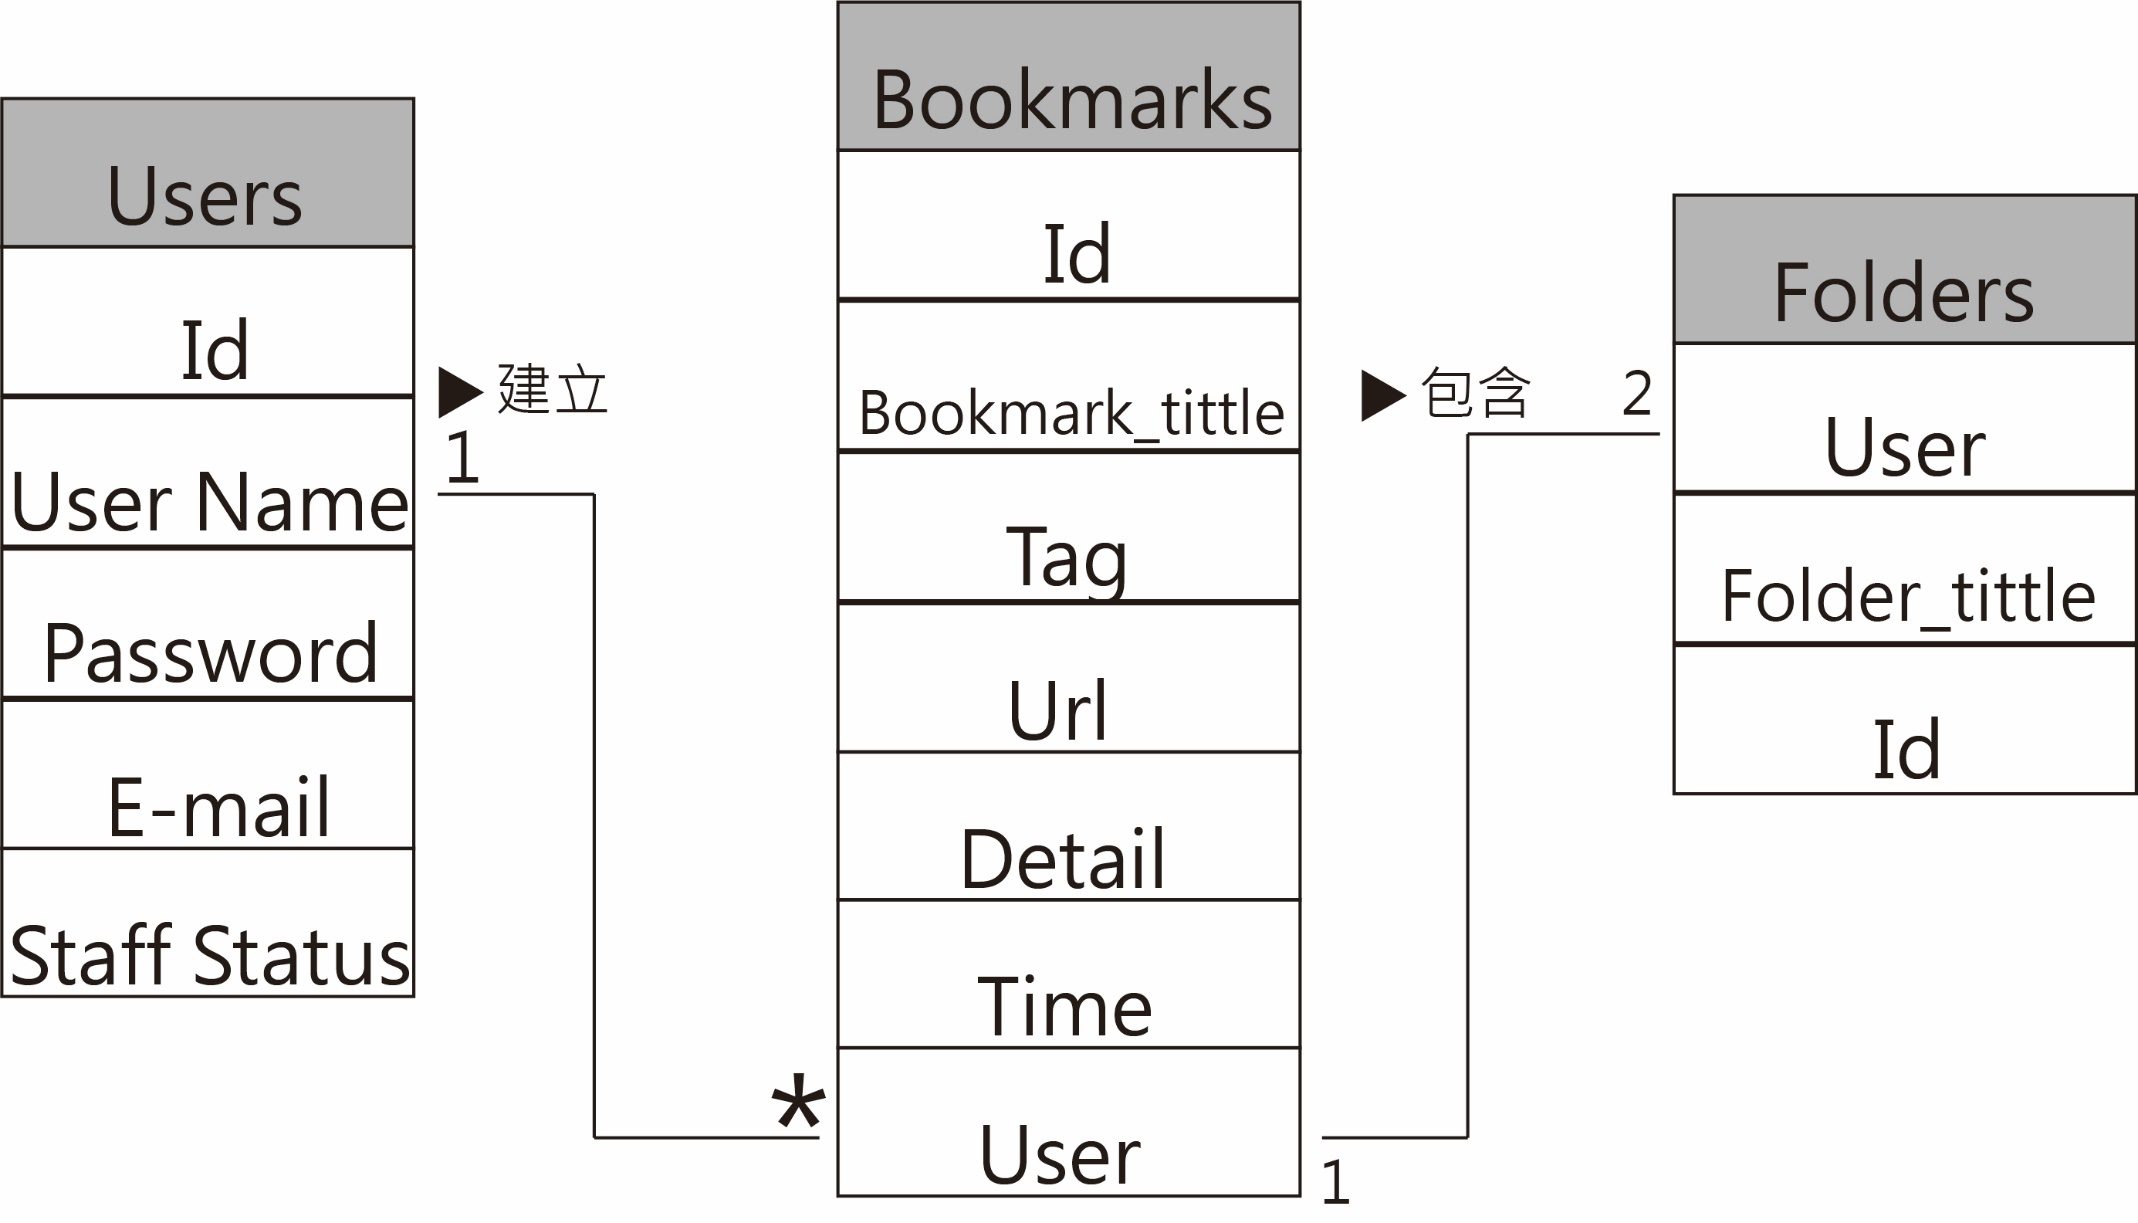 Users
Id
User Name
Password
E-mail
Staff Status
▶建立
1
*
Bookmarks
Id
Bookmark_tittle
Tag
Url
Detail
Time
User
▶包含
2
1
Folders
User
Folder_tittle
Id